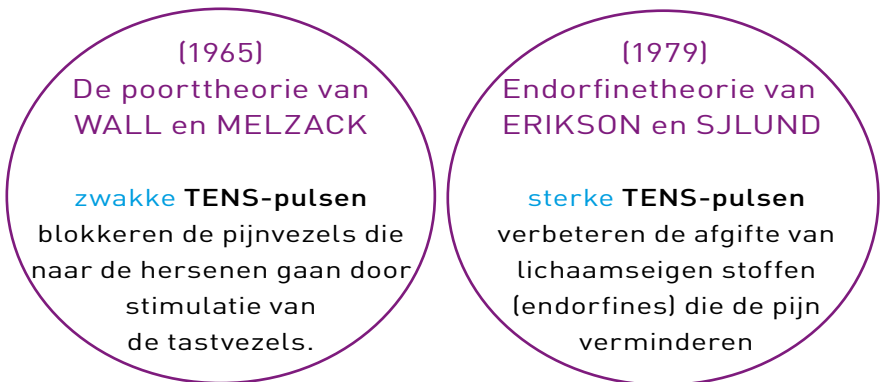 (1965)
De poorttheorie van
WALL en MELZACK
zwakke TENS-pulsen
blokkeren de pijnvezels die
naar de hersenen gaan door
stimulatie van
de tastvezels.
(1979)
Endorfinetheorie van
ERIKSON en SJLUND
sterke TENS-pulsen
verbeteren de afgifte van
lichaamseigen stoffen
(endorfines) die de pijn
verminderen